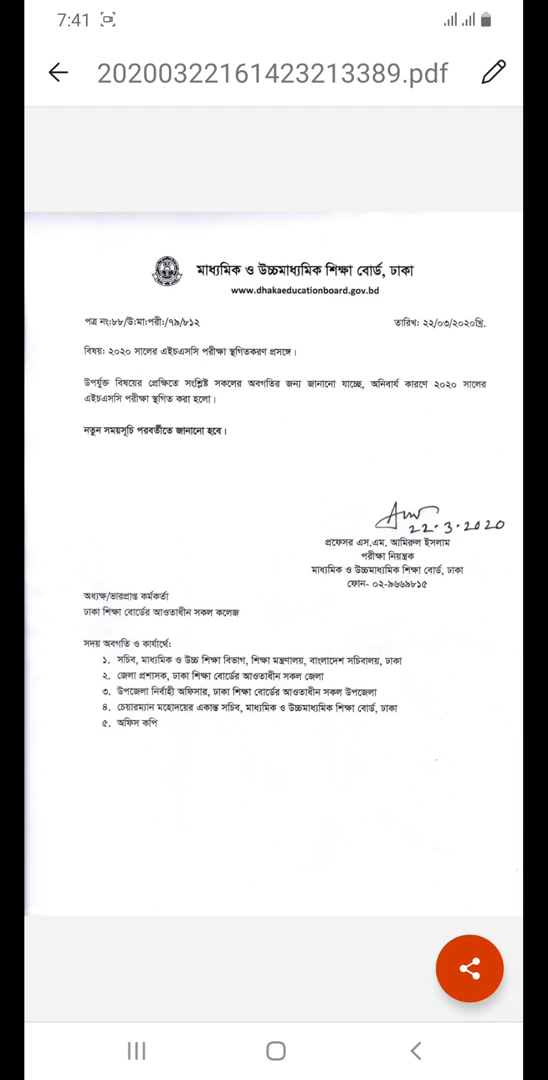 7:41
20200322161423213389.pdf
মাধ্যমিক ও উচ্চমাধ্যমিক শিক্ষা বোর্ড, ঢাকা
www.dhakaeducationboard.gov.bd
পত্র নং:৮৮/উ:মা:পরী:/৭৯/৮১২ তারিখ: ২২/০৩/২০২০খ্রি.
বিষয়: ২০২০ সালের এইচএসসি পরীক্ষা স্থগিতকরণ প্রসঙ্গে।
উপর্যুক্ত বিষয়ের প্রেক্ষিতে সংশ্লিষ্ট সকলের অবগতির জন্য জানানো যাচ্ছে, অনিবার্য কারণে ২০২০ সালের
এইচএসসি পরীক্ষা স্থগিত করা হলো।
নতুন সময়সূচি পরবর্তীতে জানানো হবে।
22.3.2020
প্রফেসর এস.এম. আমিরুল ইসলাম
পরীক্ষা নিয়ন্ত্রক
মাধ্যমিক ও উচ্চমাধ্যমিক শিক্ষা বোর্ড, ঢাকা
ফোন- ০২-৯৬৬৯৮১৫
অধ্যক্ষ/ভারপ্রাপ্ত কর্মকর্তা
ঢাকা শিক্ষা বোর্ডের আওতাধীন সকল কলেজ
সদয় অবগতি ও কার্যার্থে:
১. সচিব, মাধ্যমিক ও উচ্চ শিক্ষা বিভাগ, শিক্ষা মন্ত্রণালয়, বাংলাদেশ সচিবালয়, ঢাকা
২. জেলা প্রশাসক, ঢাকা শিক্ষা বোর্ডের আওতাধীন সকল জেলা
৩. উপজেলা নির্বাহী অফিসার, ঢাকা শিক্ষা বোর্ডের আওতাধীন সকল উপজেলা
৪. চেয়ারম্যান মহোদয়ের একান্ত সচিব, মাধ্যমিক ও উচ্চমাধ্যমিক শিক্ষা বোর্ড, ঢাকা
৫. অফিস কপি